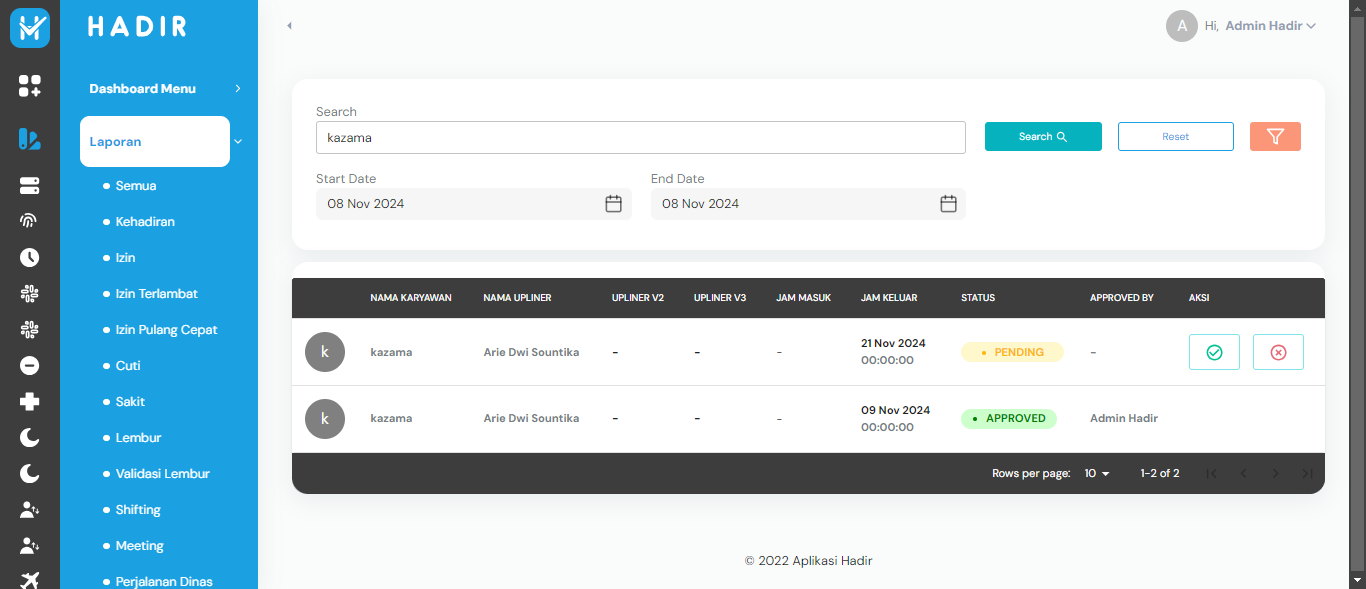 HADIR
Hi, Admin Hadir
A
Dashboard Menu
Laporan
Semua
Kehadiran
Izin
Izin Terlambat
Izin Pulang Cepat
Cuti
Sakit
Lembur
Validasi Lembur
Shifting
Meeting
Perjalanan Dinas
Search
kazama
Search
Reset
Start Date
End Date
08 Nov 2024
08 Nov 2024
NAMA KARYAWAN NAMA UPLINER UPLINER V2 UPLINER V3 JAM MASUK JAM KELUAR STATUS APPROVED BY AKSI
k kazama Arie Dwi Sountika - - - 21 Nov 2024 00:00:00 • PENDING -
k kazama Arie Dwi Sountika - - - 09 Nov 2024 00:00:00 • APPROVED Admin Hadir
Rows per page: 10 1-2 of 2
© 2022 Aplikasi Hadir